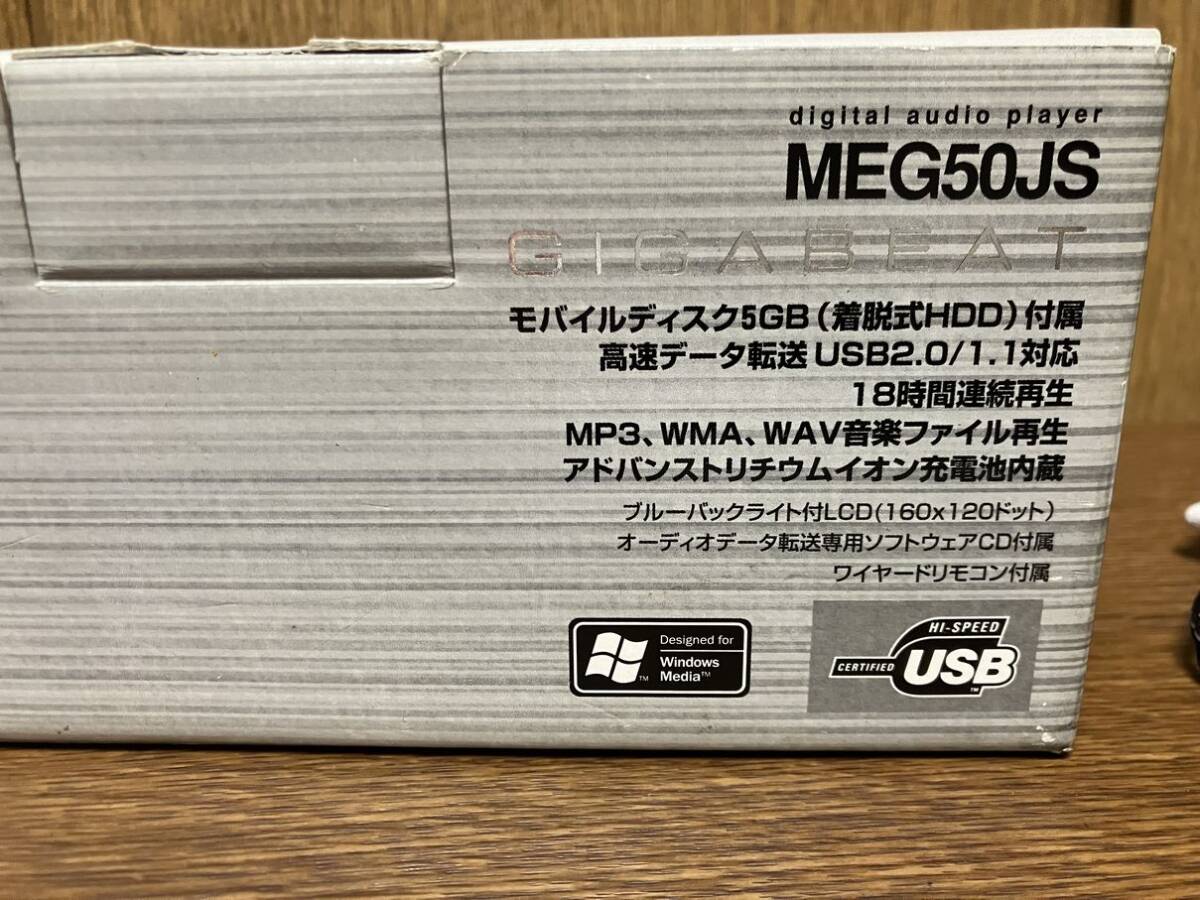 digital audio player
MEG50JS
GIGABEAT
モバイルディスク5GB(着脱式HDD)付属
高速データ転送 USB2.0/1.1対応
18時間連続再生
MP3、WMA、WAV音楽ファイル再生
アドバンストリチウムイオン充電池内蔵
ブルーバックライト付LCD(160x120ドット)
オーディオデータ転送専用ソフトウェアCD付属
ワイヤードリモコン付属
Designed for
Windows
Media™
TM
HI-SPEED
CERTIFIED
USB
TM